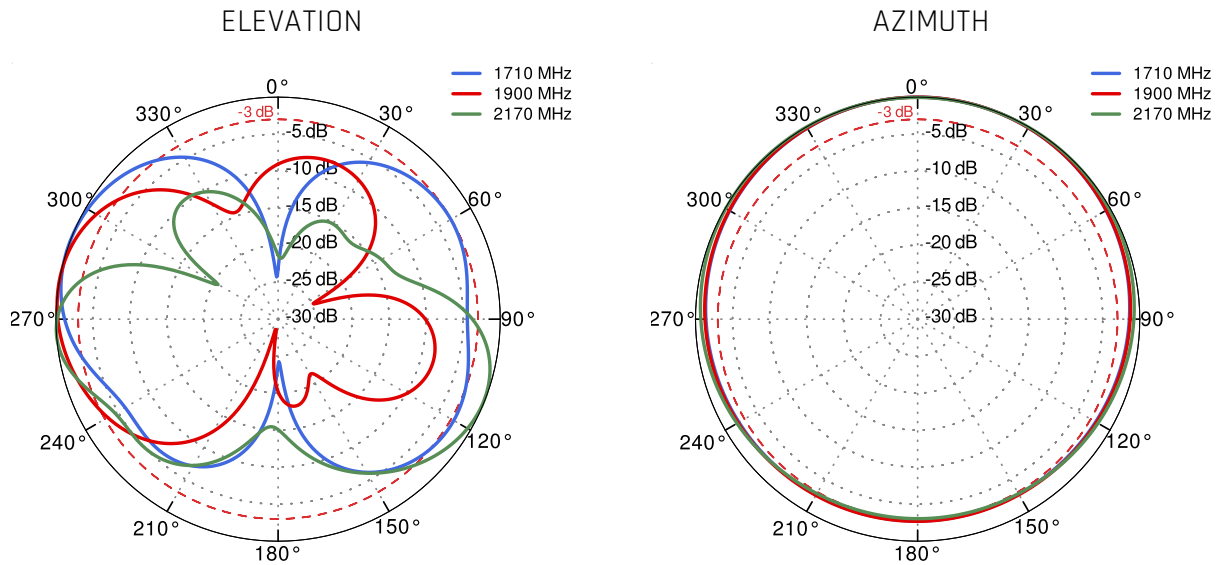 ELEVATION
AZIMUTH
1710 MHz
1900 MHz
2170 MHz
0°
30°
60°
90°
120°
150°
180°
210°
240°
270°
300°
330°
-3 dB
-5 dB
-10 dB
-15 dB
-20 dB
-25 dB
-30 dB
1710 MHz
1900 MHz
2170 MHz
0°
30°
60°
90°
120°
150°
180°
210°
240°
270°
300°
330°
-3 dB
-5 dB
-10 dB
-15 dB
-20 dB
-25 dB
-30 dB